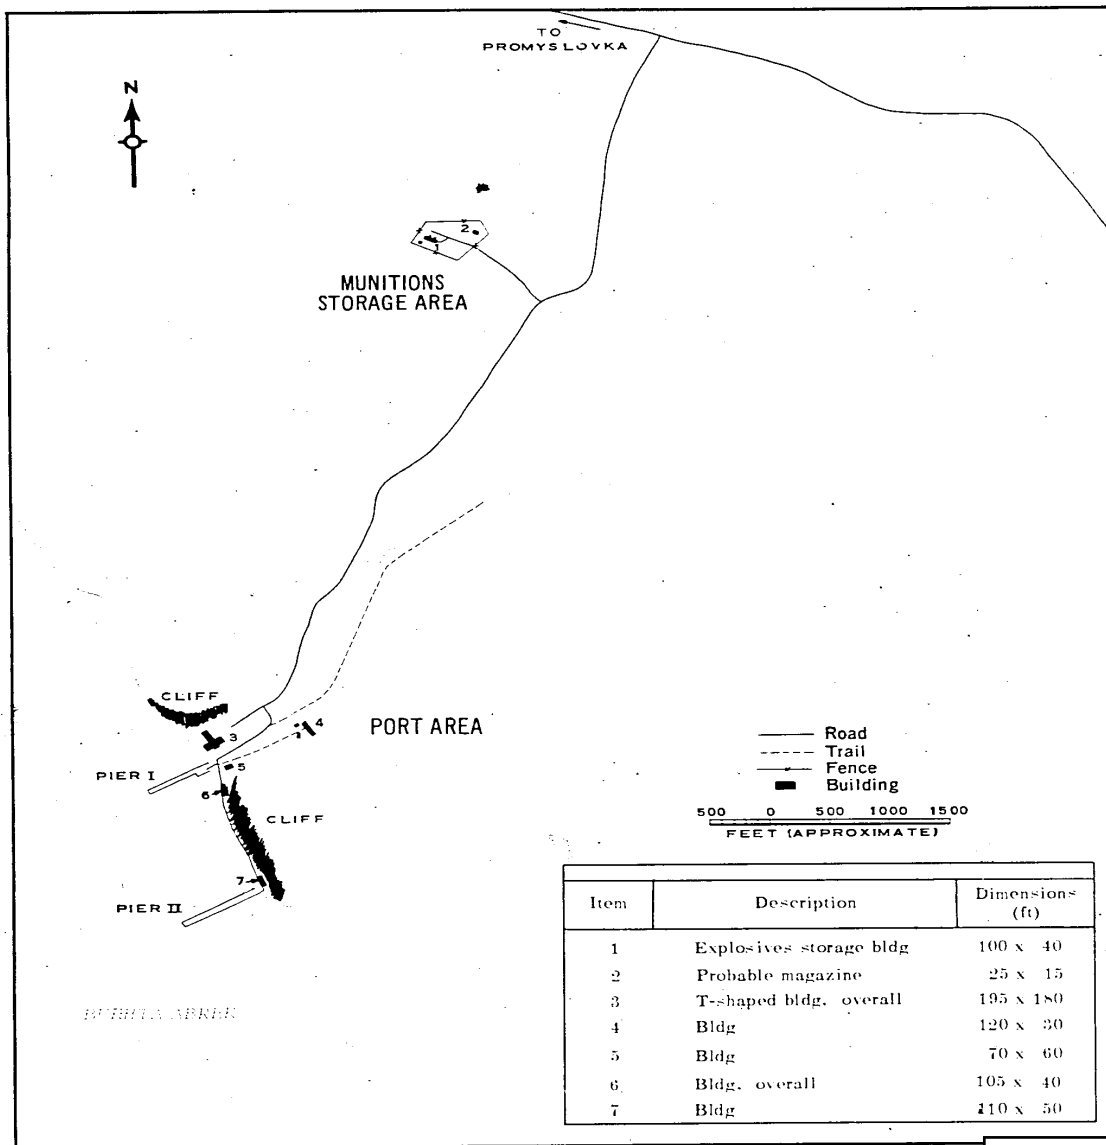 TO
PROMYSLOVKA
N
2
1
MUNITIONS
STORAGE AREA
CLIFF
3
4
PORT AREA
PIER I
5
6
CLIFF
7
PIER II
Road
Trail
Fence
Building
500 0 500 1000 1500
FEET (APPROXIMATE)
Item Description Dimensions (ft)
1 Explosives storage bldg 100 x 40
2 Probable magazine 25 x 15
3 T-shaped bldg, overall 195 x 180
4 Bldg 120 x 30
5 Bldg 70 x 60
6 Bldg, overall 105 x 40
7 Bldg 110 x 50